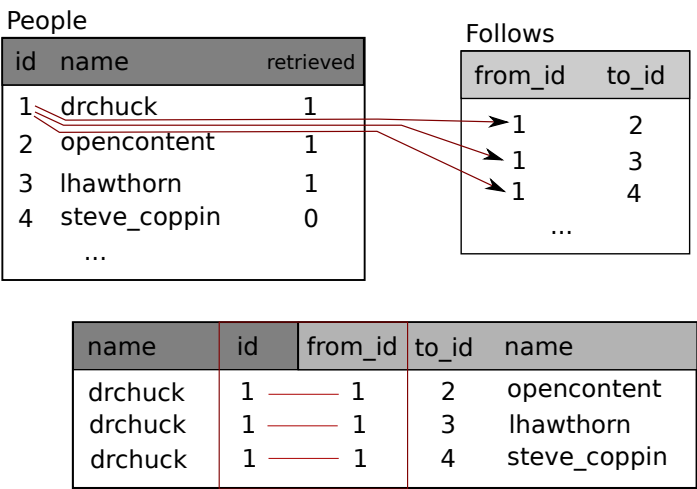 People
id name retrieved
1 drchuck 1
2 opencontent 1
3 lhawthorn 1
4 steve_coppin 0
...
Follows
from_id to_id
1 2
1 3
1 4
...
name id from_id to_id name
drchuck 1 1 2 opencontent
drchuck 1 1 3 lhawthorn
drchuck 1 1 4 steve_coppin